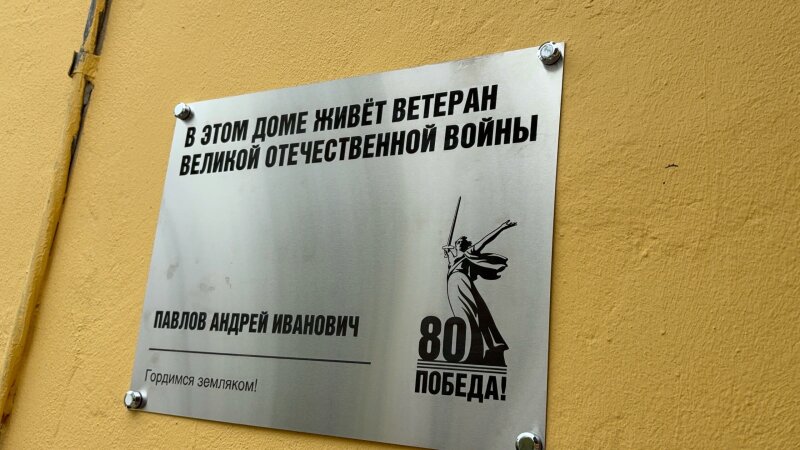 В ЭТОМ ДОМЕ ЖИВЁТ ВЕТЕРАН
ВЕЛИКОЙ ОТЕЧЕСТВЕННОЙ ВОЙНЫ
ПАВЛОВ АНДРЕЙ ИВАНОВИЧ
Гордимся земляком!
80
ПОБЕДА!